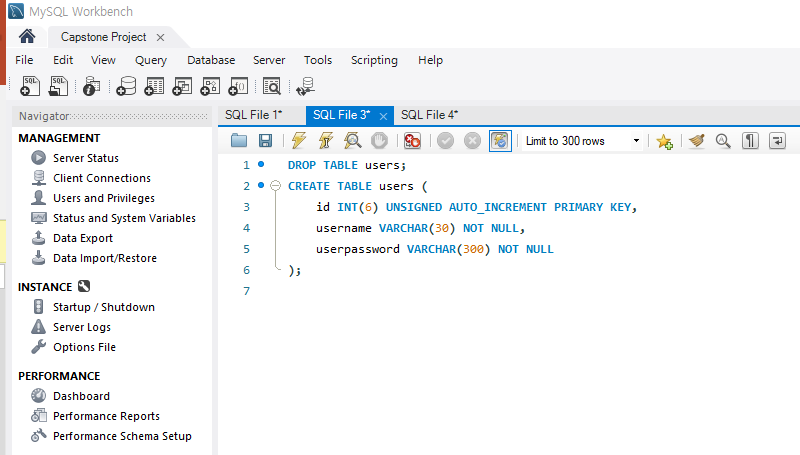 MySQL Workbench
Capstone Project
File Edit View Query Database Server Tools Scripting Help
Navigator
SQL File 1* SQL File 3* SQL File 4*
Limit to 300 rows
MANAGEMENT
Server Status
Client Connections
Users and Privileges
Status and System Variables
Data Export
Data Import/Restore
INSTANCE
Startup / Shutdown
Server Logs
Options File
PERFORMANCE
Dashboard
Performance Reports
Performance Schema Setup
1 DROP TABLE users;
2 CREATE TABLE users (
3 id INT(6) UNSIGNED AUTO_INCREMENT PRIMARY KEY,
4 username VARCHAR(30) NOT NULL,
5 userpassword VARCHAR(300) NOT NULL
6 );
7